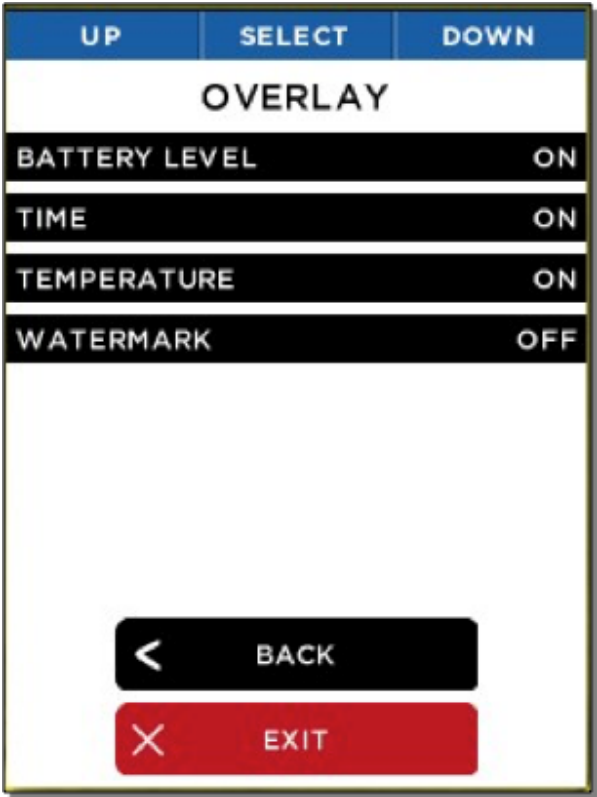 UP SELECT DOWN
OVERLAY
BATTERY LEVEL ON
TIME ON
TEMPERATURE ON
WATERMARK OFF
< BACK
X EXIT